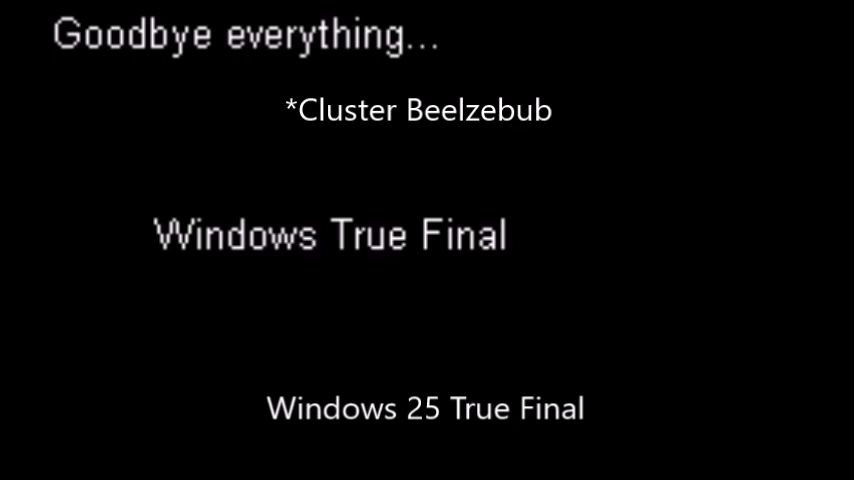 Goodbye everything...
*Cluster Beelzebub
Windows True Final
Windows 25 True Final